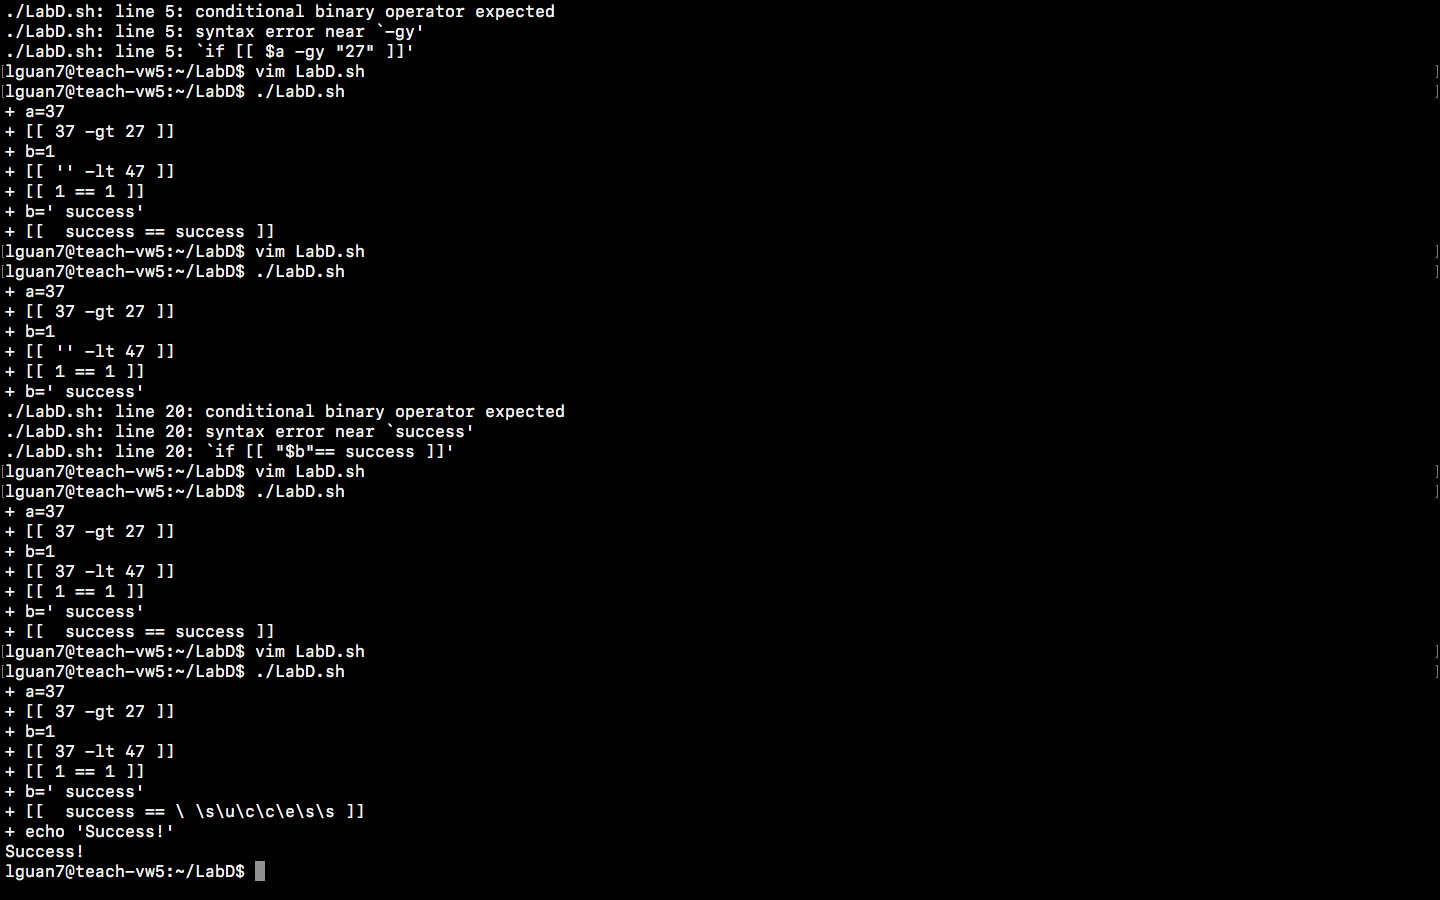 ./LabD.sh: line 5: conditional binary operator expected
./LabD.sh: line 5: syntax error near `-gy'
./LabD.sh: line 5: `if [[ $a -gy "27" ]]'
[lguan7@teach-vw5:~/LabD$ vim LabD.sh ]
[lguan7@teach-vw5:~/LabD$ ./LabD.sh ]
+ a=37
+ [[ 37 -gt 27 ]]
+ b=1
+ [[ '' -lt 47 ]]
+ [[ 1 == 1 ]]
+ b=' success'
+ [[  success == success ]]
[lguan7@teach-vw5:~/LabD$ vim LabD.sh ]
[lguan7@teach-vw5:~/LabD$ ./LabD.sh ]
+ a=37
+ [[ 37 -gt 27 ]]
+ b=1
+ [[ '' -lt 47 ]]
+ [[ 1 == 1 ]]
+ b=' success'
./LabD.sh: line 20: conditional binary operator expected
./LabD.sh: line 20: syntax error near `success'
./LabD.sh: line 20: `if [[ "$b"== success ]]'
[lguan7@teach-vw5:~/LabD$ vim LabD.sh ]
[lguan7@teach-vw5:~/LabD$ ./LabD.sh ]
+ a=37
+ [[ 37 -gt 27 ]]
+ b=1
+ [[ 37 -lt 47 ]]
+ [[ 1 == 1 ]]
+ b=' success'
+ [[  success == success ]]
[lguan7@teach-vw5:~/LabD$ vim LabD.sh ]
[lguan7@teach-vw5:~/LabD$ ./LabD.sh ]
+ a=37
+ [[ 37 -gt 27 ]]
+ b=1
+ [[ 37 -lt 47 ]]
+ [[ 1 == 1 ]]
+ b=' success'
+ [[  success == \ \s\u\c\c\e\s\s ]]
+ echo 'Success!'
Success!
lguan7@teach-vw5:~/LabD$